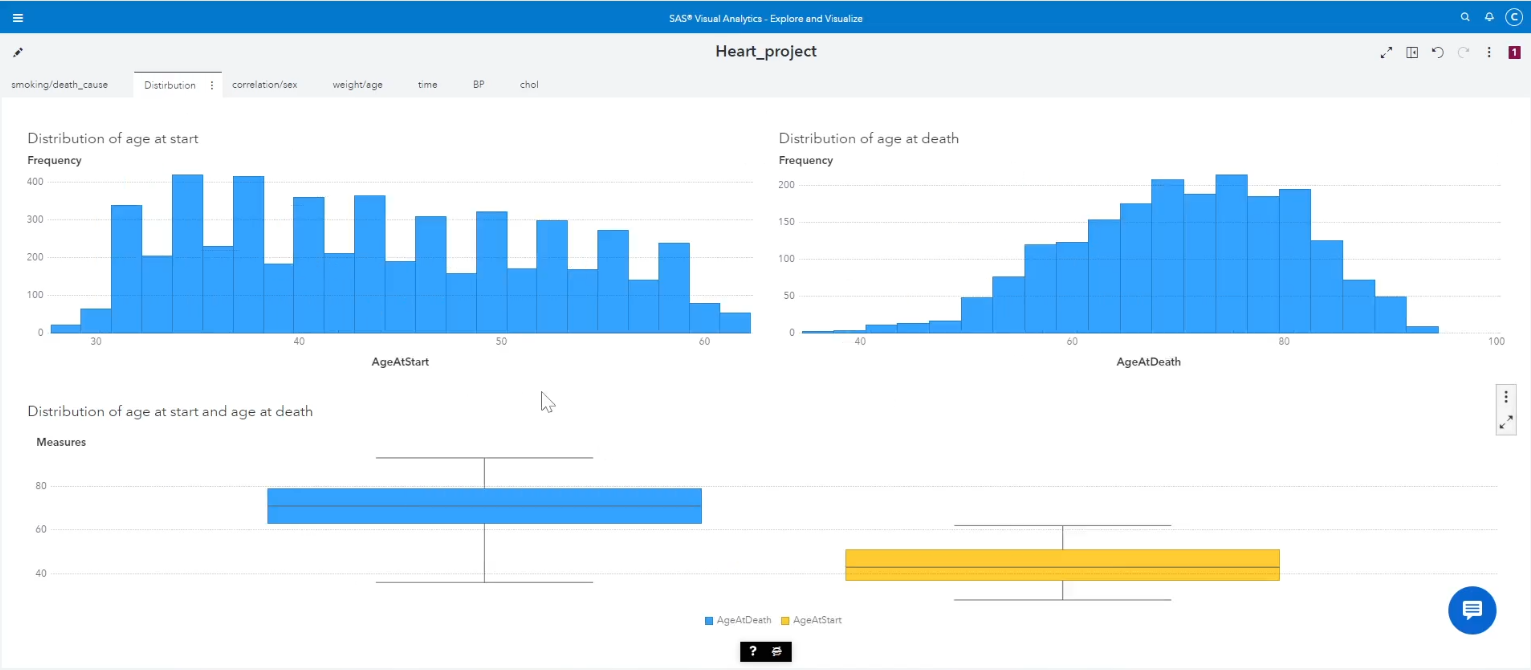 SAS® Visual Analytics - Explore and Visualize
C
Heart_project
1
smoking/death_cause Distirbution correlation/sex weight/age time BP chol
Distribution of age at start
Frequency
400
300
200
100
0
30 40 50 60
AgeAtStart
Distribution of age at death
Frequency
200
150
100
50
0
40 60 80 100
AgeAtDeath
Distribution of age at start and age at death
Measures
80
60
40
AgeAtDeath AgeAtStart
?